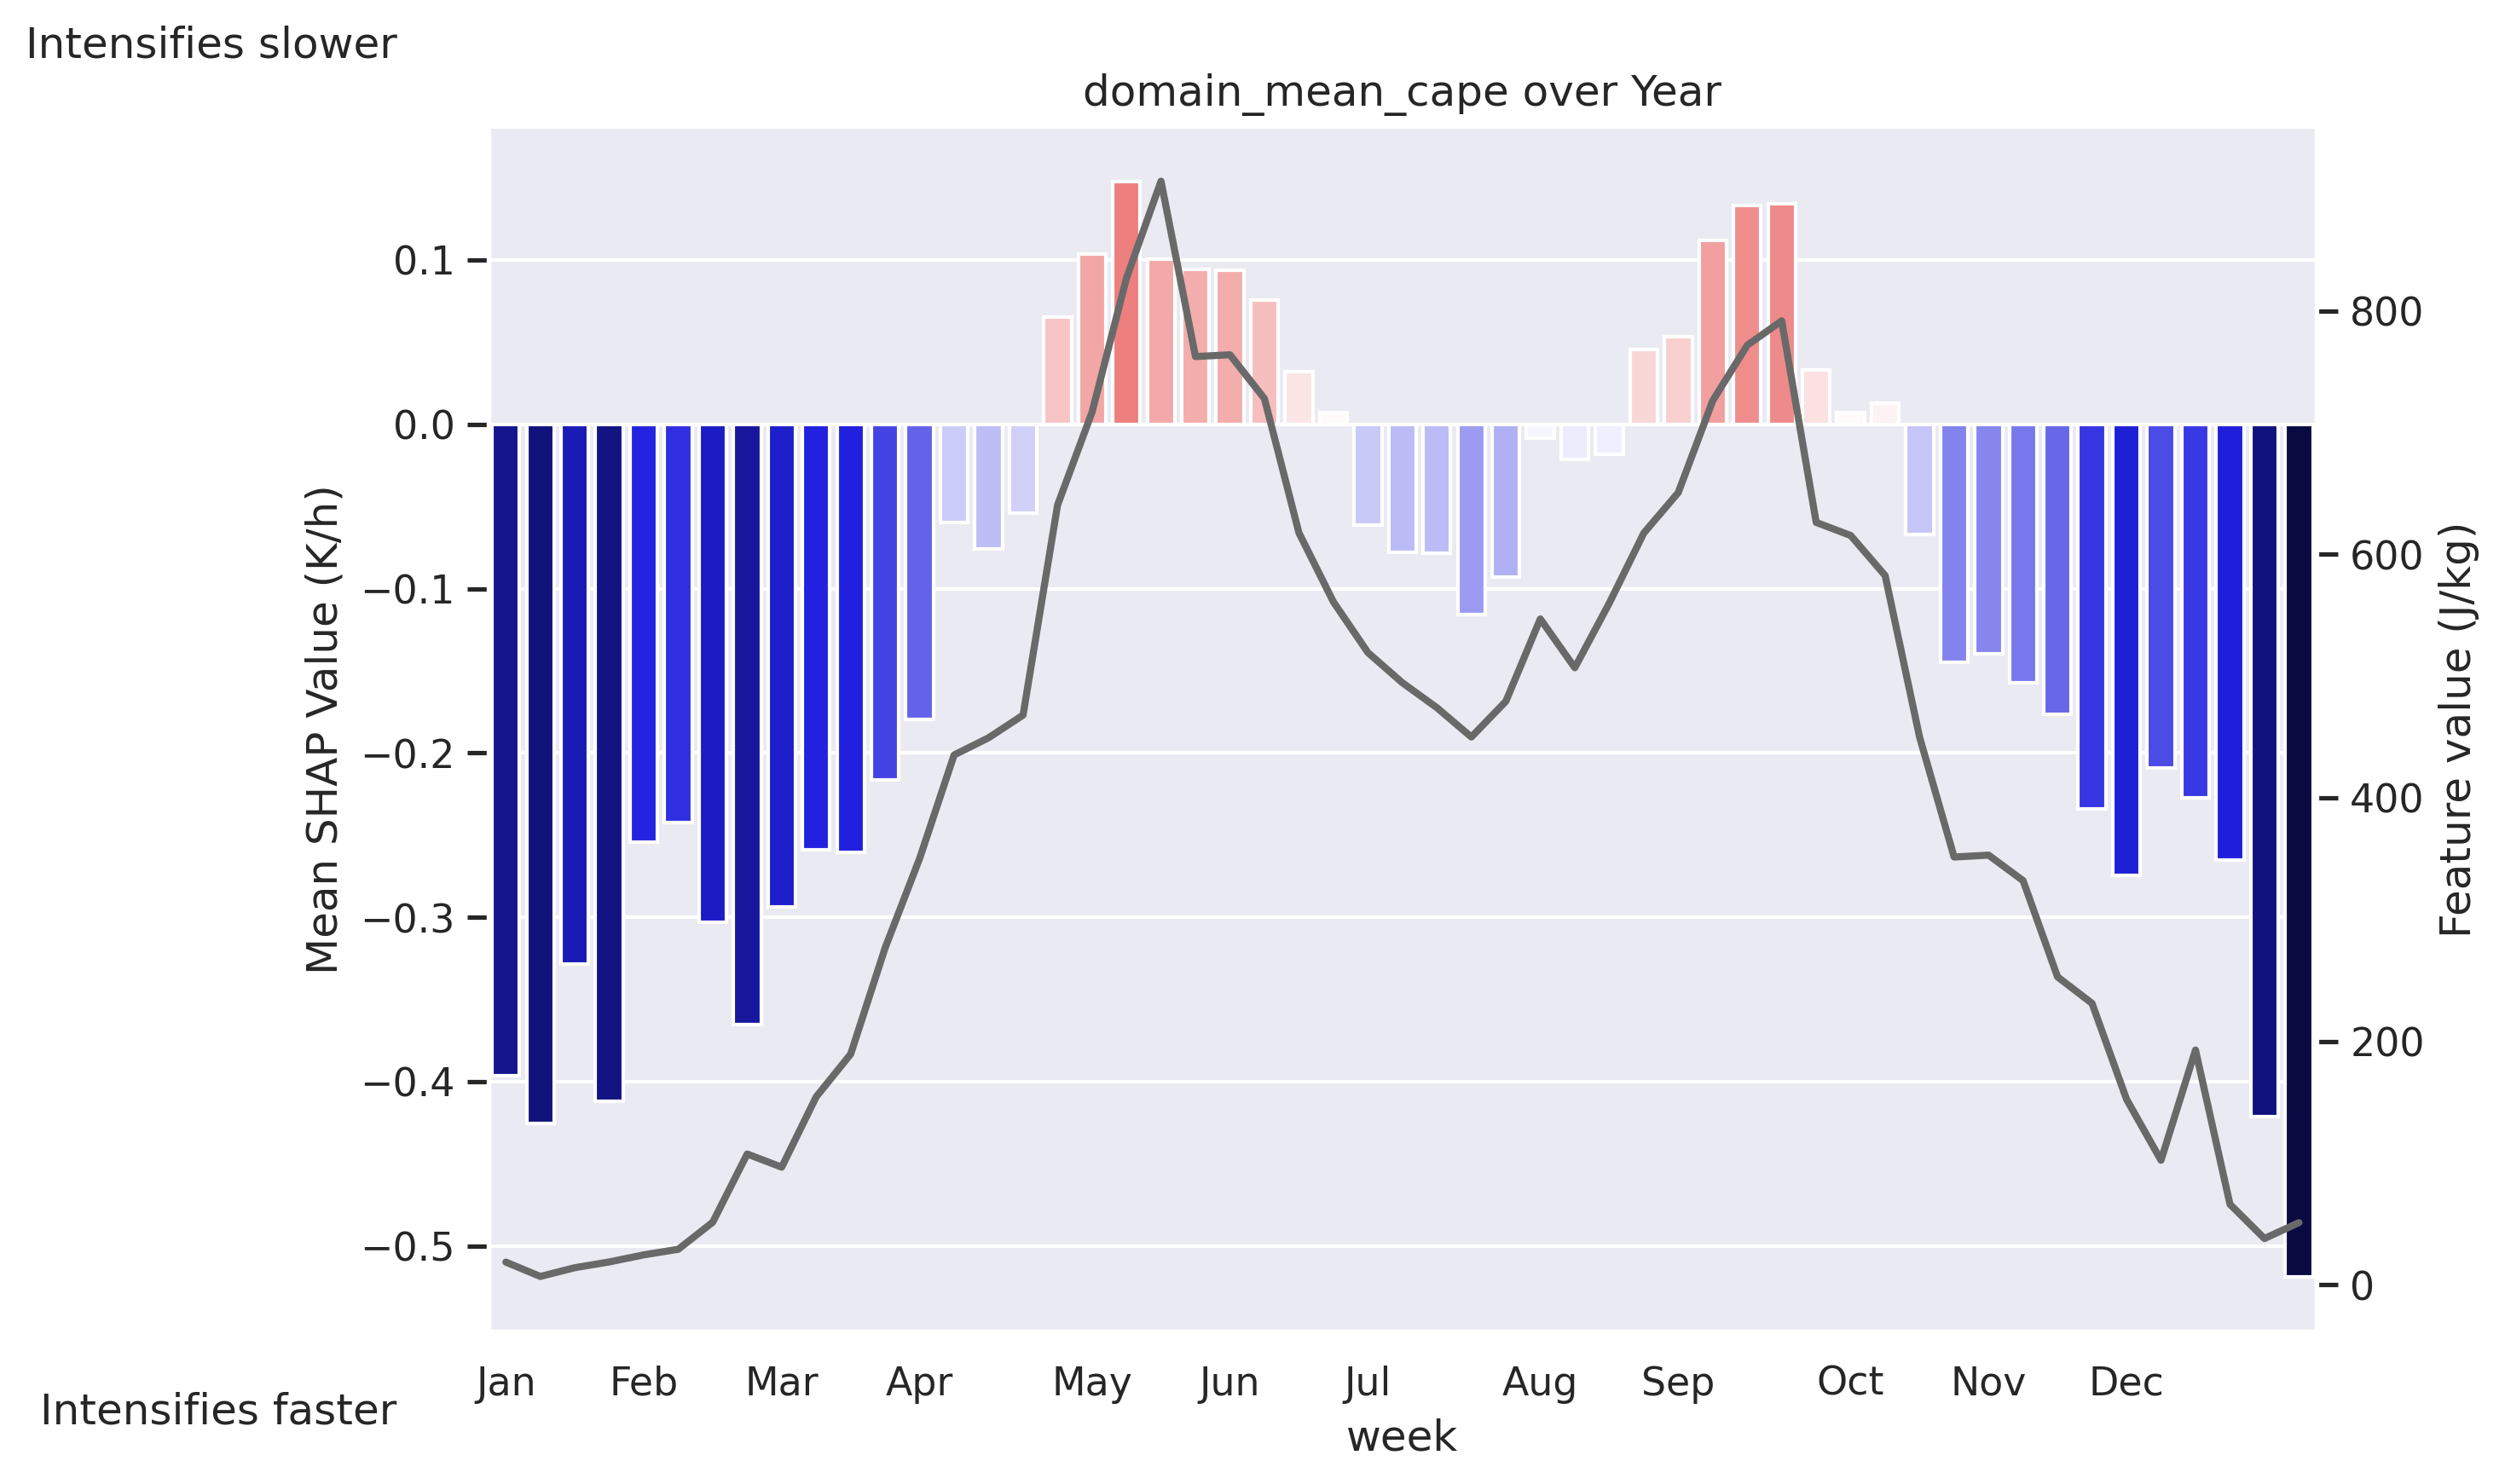 Intensifies slower
domain_mean_cape over Year
0.1
0.0
−0.1
−0.2
−0.3
−0.4
−0.5
Mean SHAP Value (K/h)
800
600
400
200
0
Feature value (J/kg)
Jan Feb Mar Apr May Jun Jul Aug Sep Oct Nov Dec
week
Intensifies faster